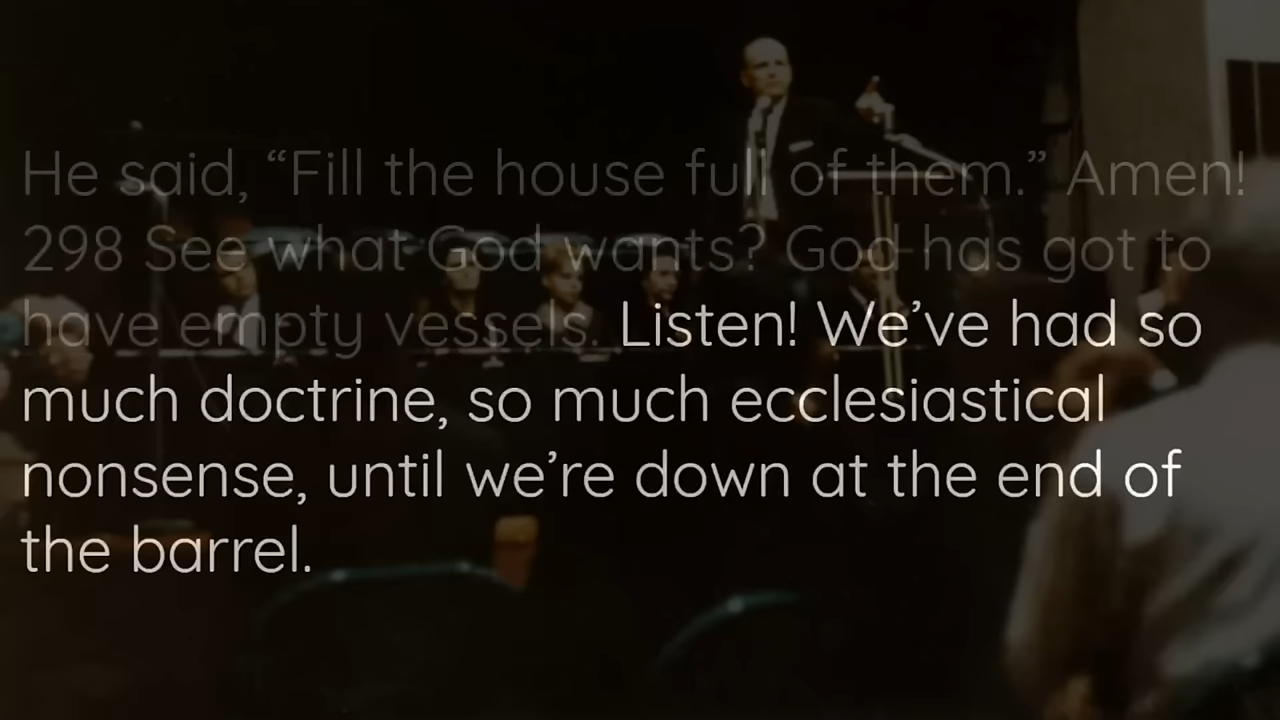 He said, “Fill the house full of them.” Amen!
298 See what God wants? God has got to
have empty vessels. Listen! We’ve had so
much doctrine, so much ecclesiastical
nonsense, until we’re down at the end of
the barrel.